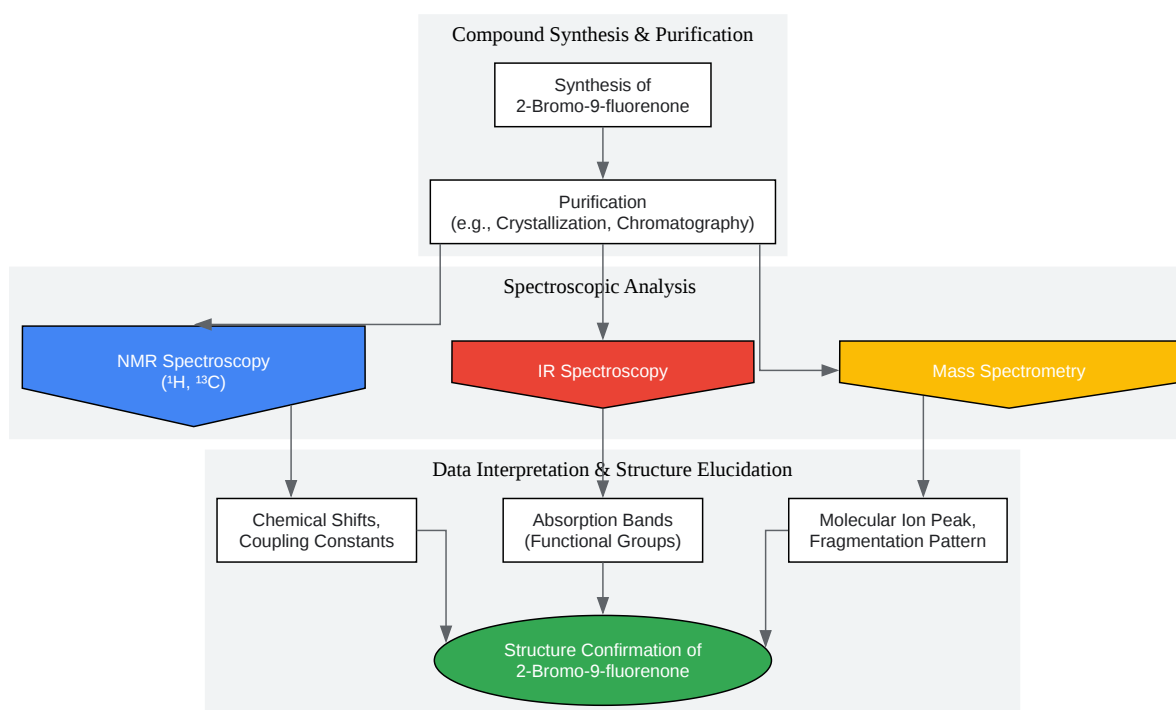 Compound Synthesis & Purification
Synthesis of
2-Bromo-9-fluorenone
Purification
(e.g., Crystallization, Chromatography)
Spectroscopic Analysis
NMR Spectroscopy
(¹H, ¹³C)
IR Spectroscopy
Mass Spectrometry
Data Interpretation & Structure Elucidation
Chemical Shifts,
Coupling Constants
Absorption Bands
(Functional Groups)
Molecular Ion Peak,
Fragmentation Pattern
Structure Confirmation of
2-Bromo-9-fluorenone